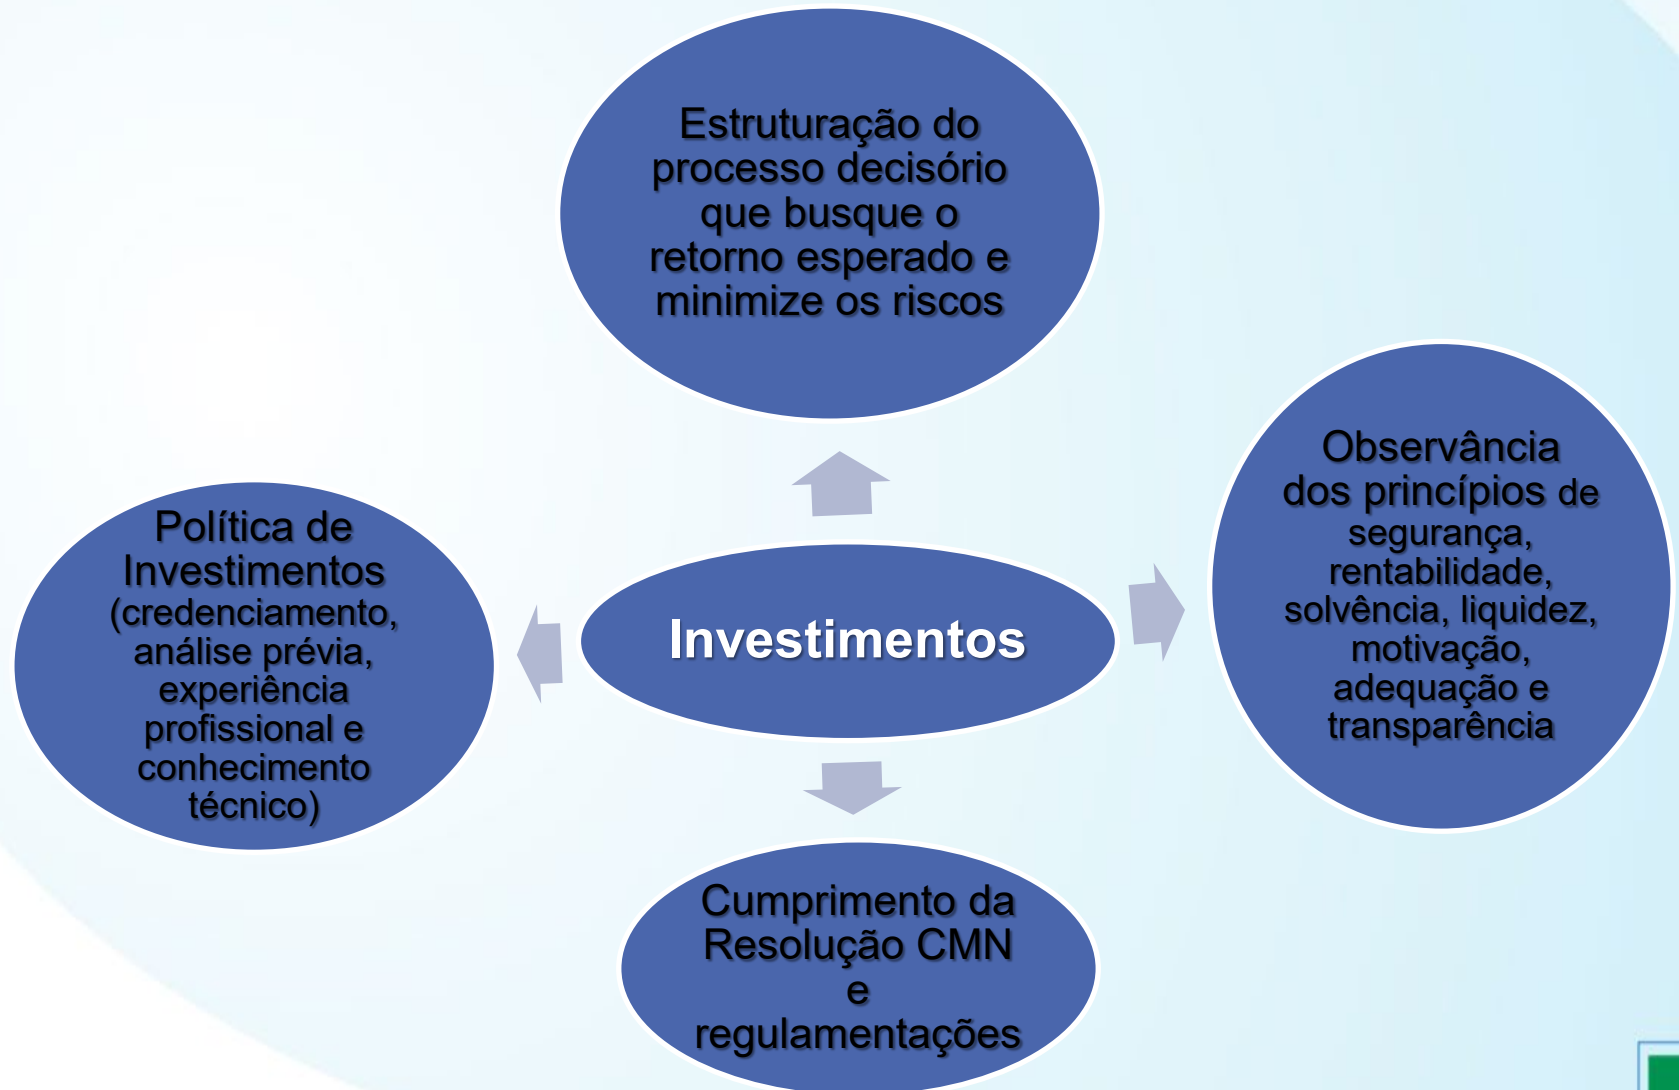 Estruturação do
processo decisório
que busque o
retorno esperado e
minimize os riscos
Observância
dos princípios de
segurança,
rentabilidade,
solvência, liquidez,
motivação,
adequação e
transparência
Política de
Investimentos
(credenciamento,
análise prévia,
experiência
profissional e
conhecimento
técnico)
Investimentos
Cumprimento da
Resolução CMN
e
regulamentações